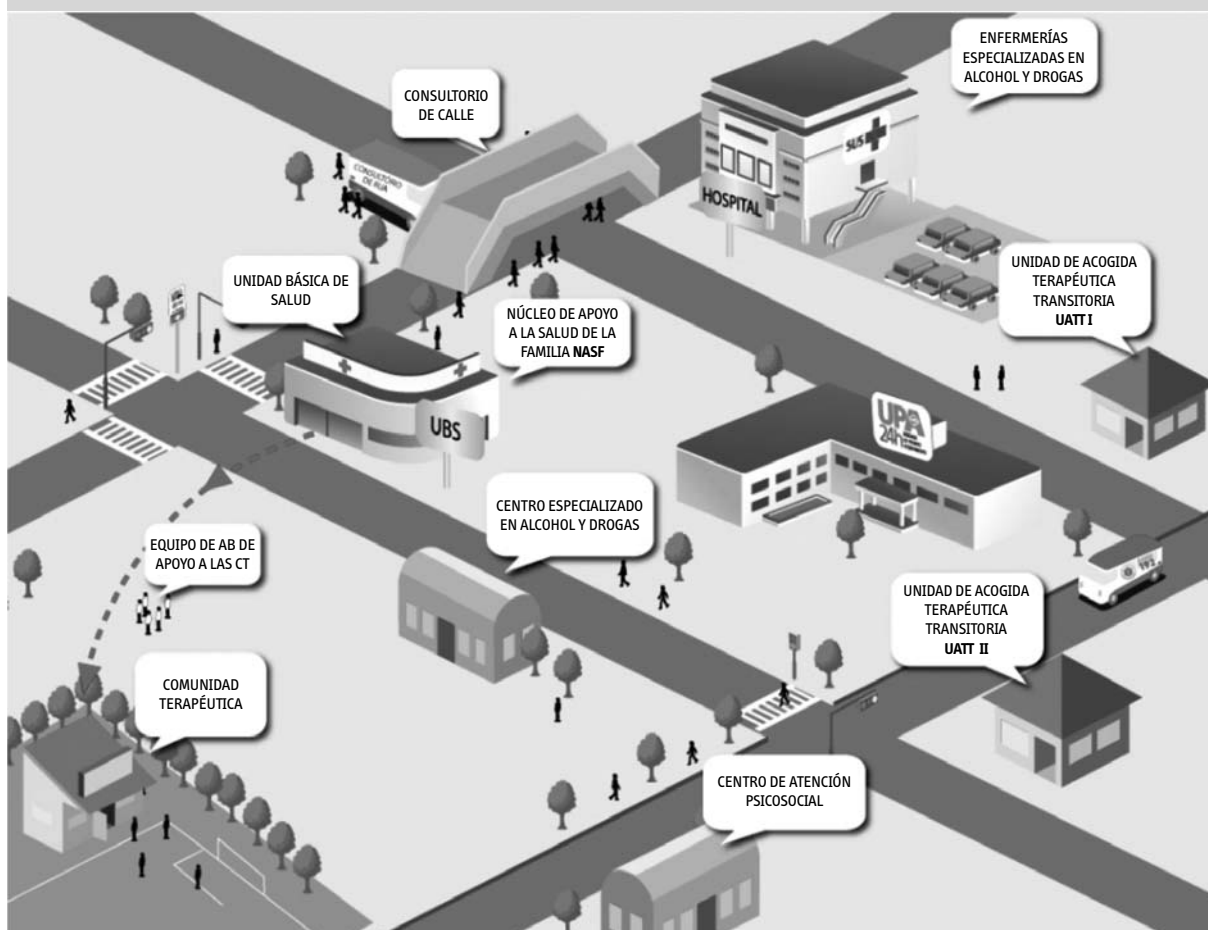 ENFERMERÍAS
ESPECIALIZADAS EN
ALCOHOL Y DROGAS
CONSULTORIO
DE CALLE
CONSULTÓRIO
DE RUA
SUS
HOSPITAL
UNIDAD DE ACOGIDA
TERAPÉUTICA
TRANSITORIA
UATT I
UNIDAD BÁSICA DE
SALUD
NÚCLEO DE APOYO
A LA SALUD DE LA
FAMILIA NASF
UBS
UPA
24h
CENTRO ESPECIALIZADO
EN ALCOHOL Y DROGAS
EQUIPO DE AB DE
APOYO A LAS CT
192
UNIDAD DE ACOGIDA
TERAPÉUTICA
TRANSITORIA
UATT II
COMUNIDAD
TERAPÉUTICA
CENTRO DE ATENCIÓN
PSICOSOCIAL